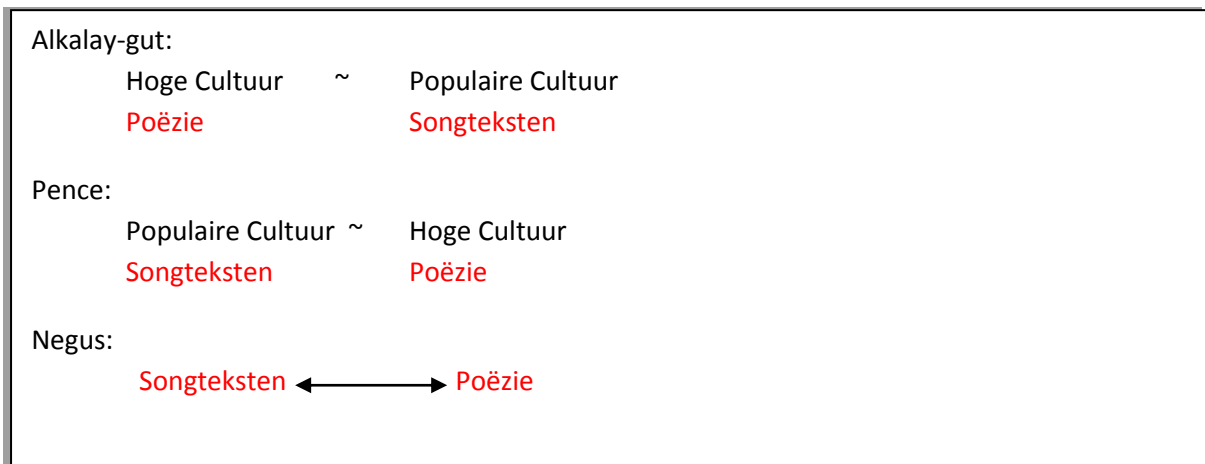 Alkalay-gut:
Hoge Cultuur ~ Populaire Cultuur
Poëzie Songteksten
Pence:
Populaire Cultuur ~ Hoge Cultuur
Songteksten Poëzie
Negus:
Songteksten Poëzie